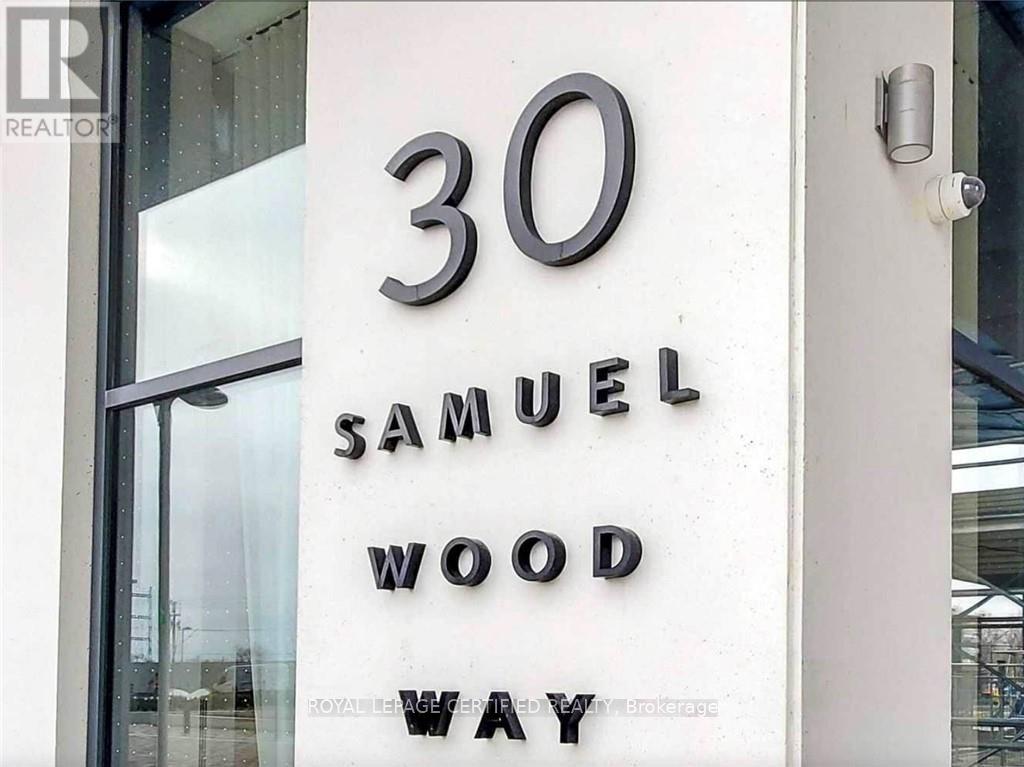 R
REALTOR®
30
SAMUEL
WOOD
WAY
ROYAL LEPAGE CERTIFIED REALTY, Brokerage